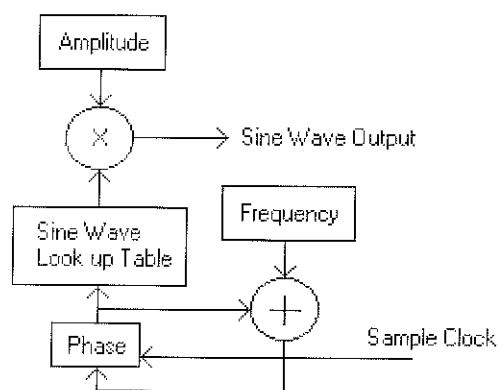 Amplitude
×
Sine Wave Output
Sine Wave
Look up Table
Frequency
+
Sample Clock
Phase